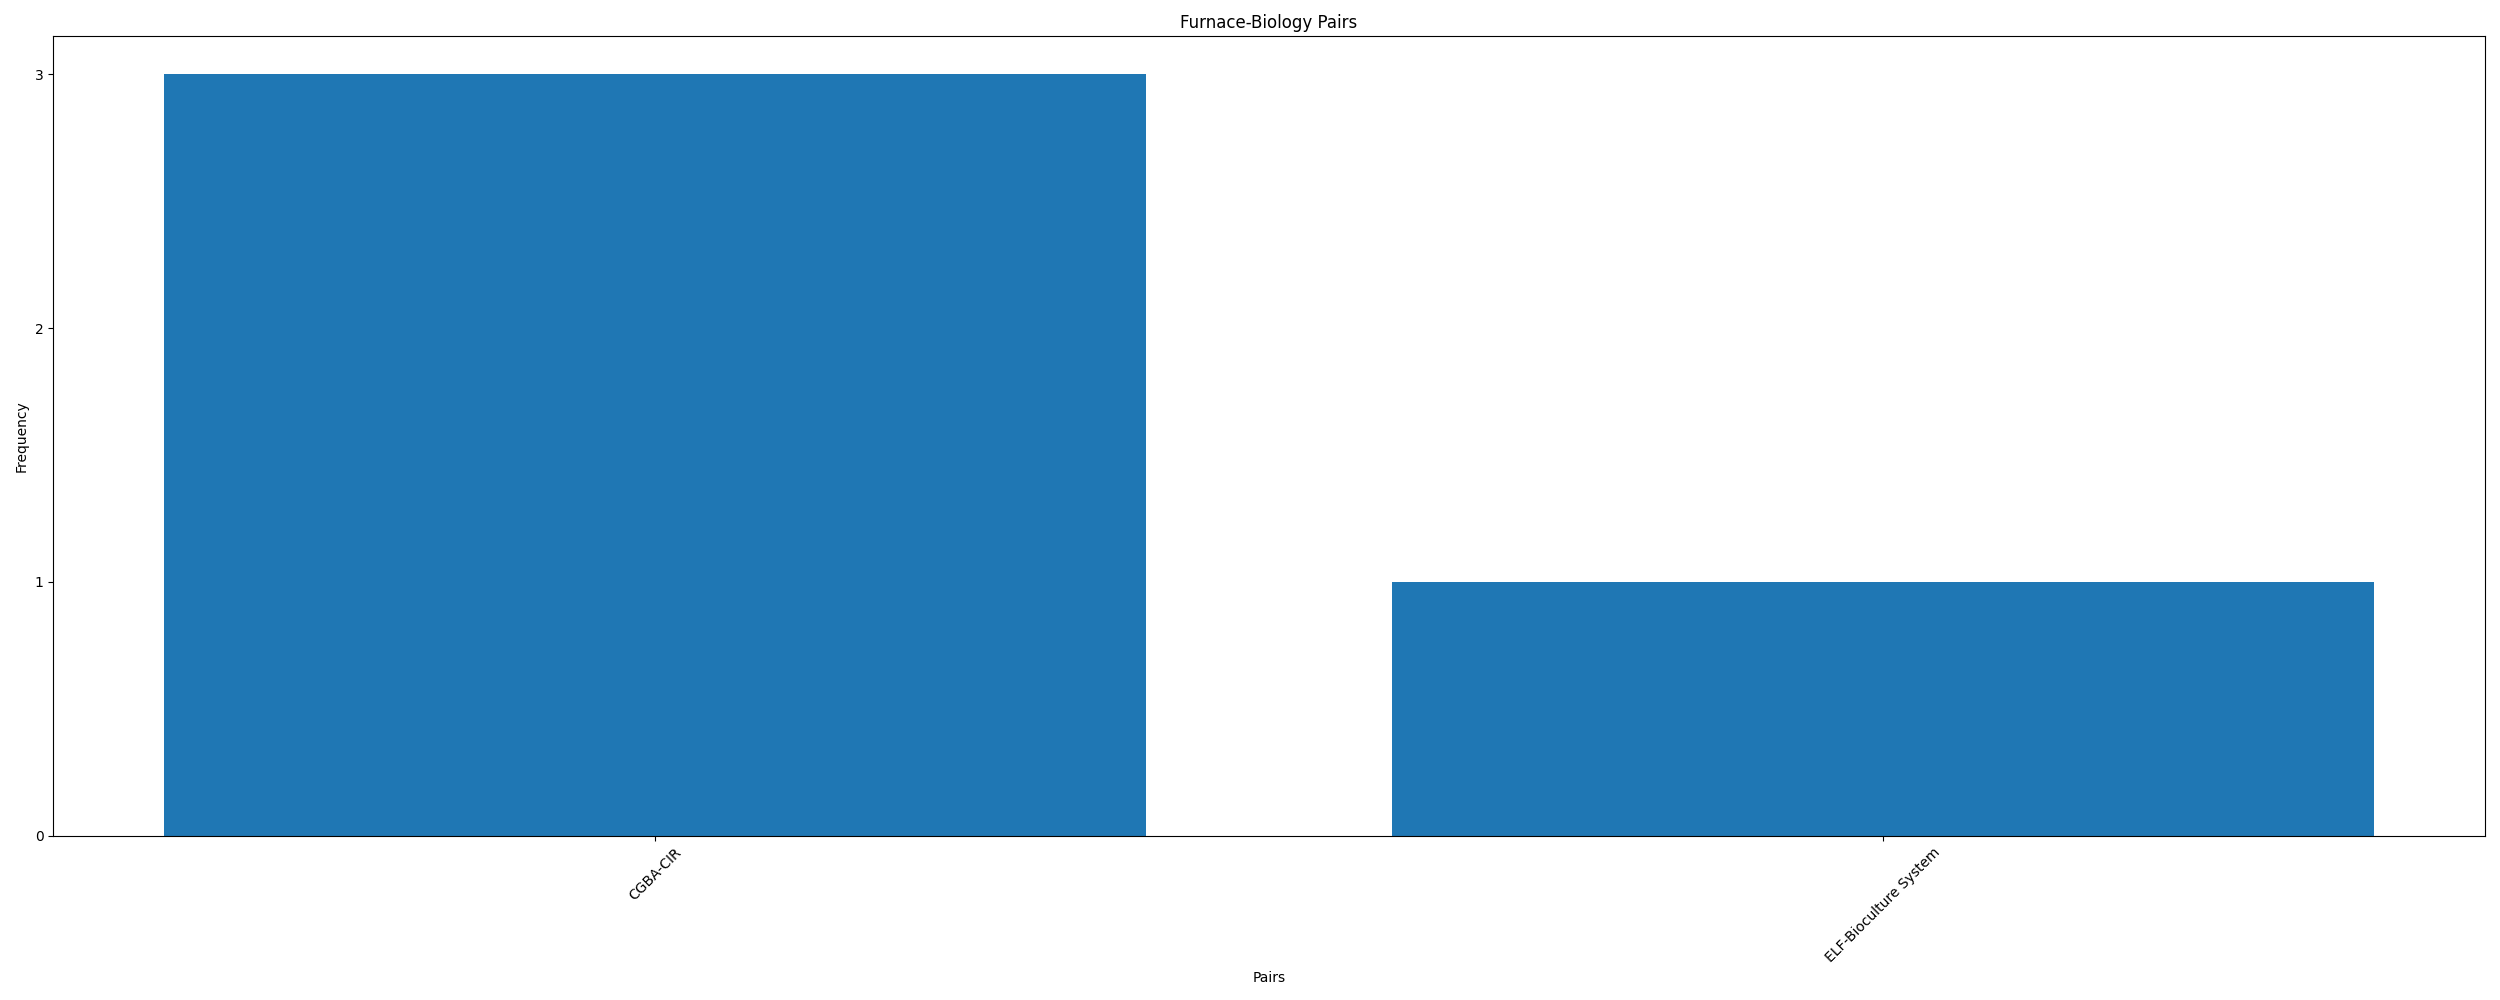 Furnace-Biology Pairs
3
2
1
0
Frequency
CGBA-CIR
ELF-Bioculture System
Pairs